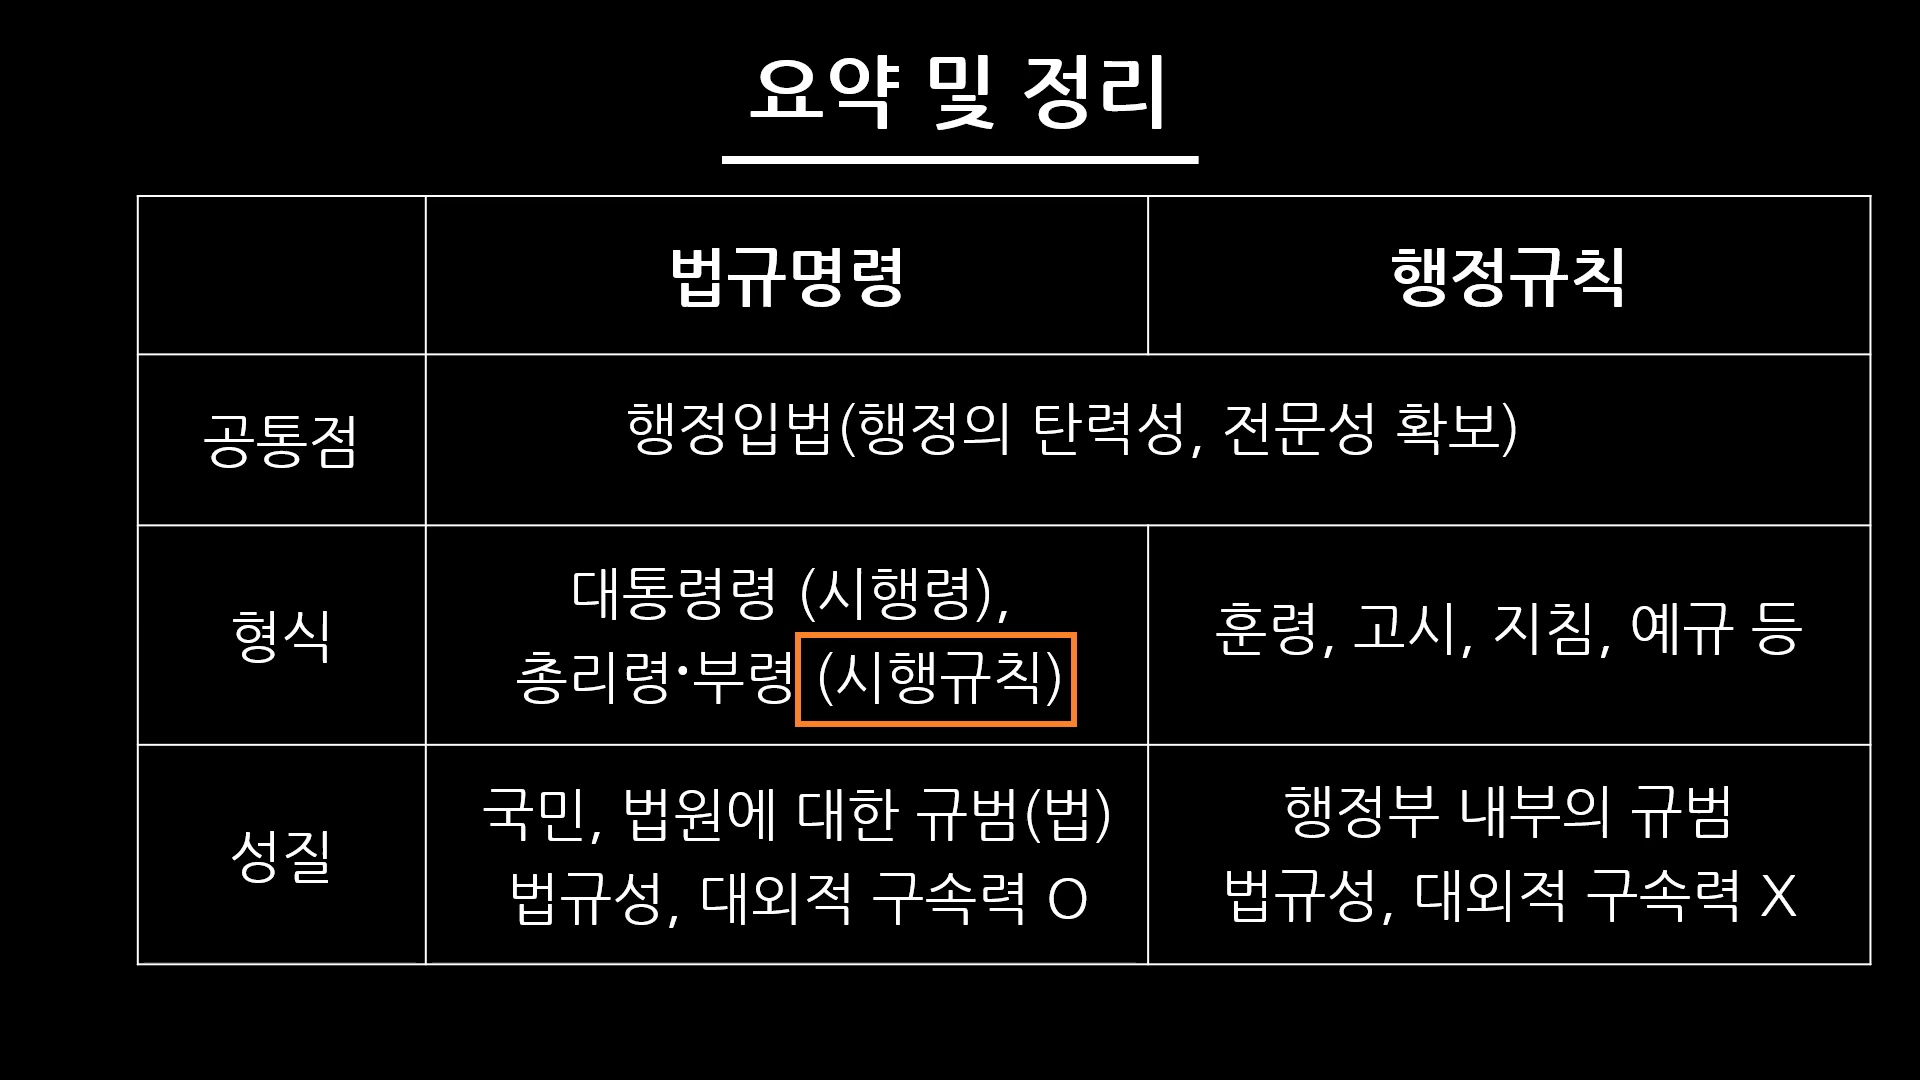 요약 및 정리
법규명령
행정규칙
공통점
행정입법(행정의 탄력성, 전문성 확보)
형식
대통령령 (시행령),
총리령·부령 (시행규칙)
훈령, 고시, 지침, 예규 등
성질
국민, 법원에 대한 규범(법)
법규성, 대외적 구속력 O
행정부 내부의 규범
법규성, 대외적 구속력 X